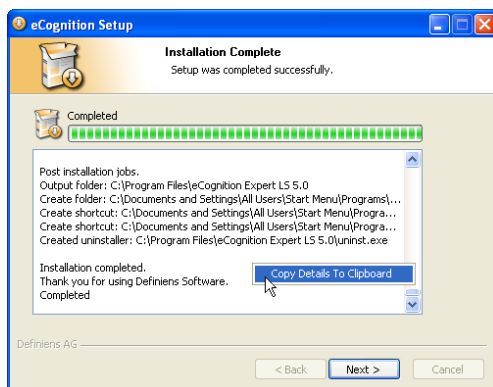 eCognition Setup
Installation Complete
Setup was completed successfully.
Completed
Post installation jobs.
Output folder: C:\Program Files\eCognition Expert LS 5.0
Create folder: C:\Documents and Settings\All Users\Start Menu\Programs\...
Create shortcut: C:\Documents and Settings\All Users\Start Menu\Progra...
Create shortcut: C:\Documents and Settings\All Users\Start Menu\Progra...
Created uninstaller: C:\Program Files\eCognition Expert LS 5.0\uninst.exe
Installation completed.
Copy Details To Clipboard
Thank you for using Definiens Software.
Completed
Definiens AG
< Back Next > Cancel